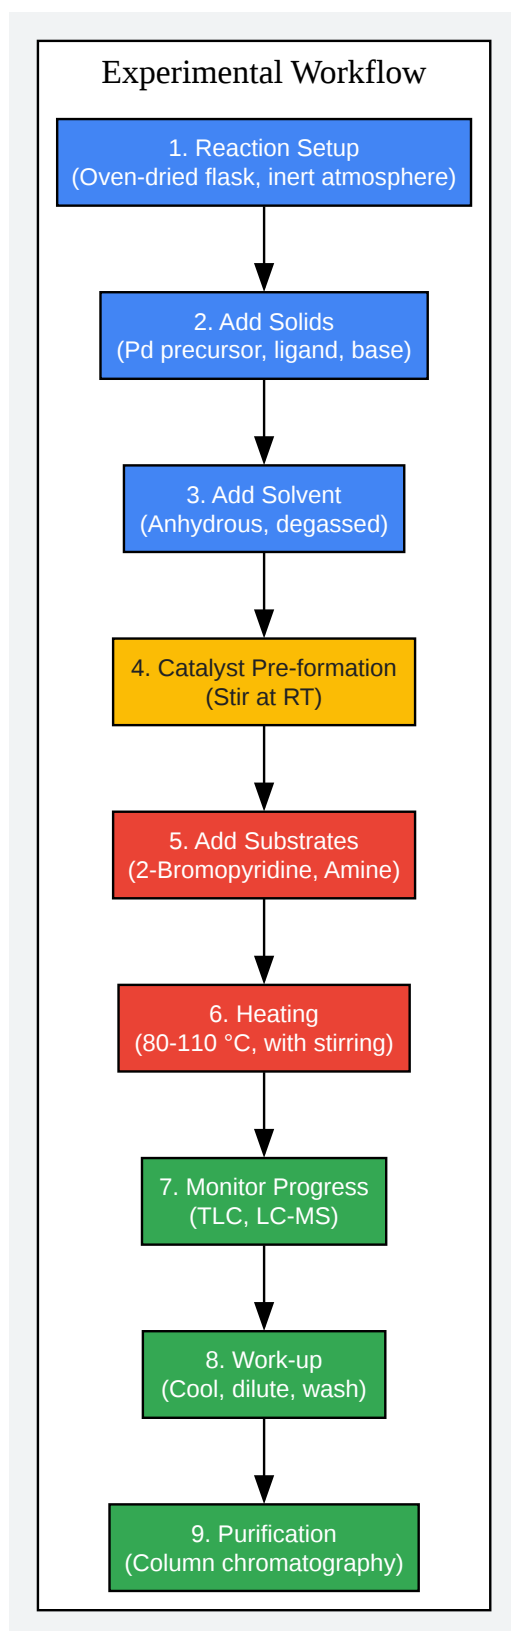 Experimental Workflow
1. Reaction Setup
(Oven-dried flask, inert atmosphere)
2. Add Solids
(Pd precursor, ligand, base)
3. Add Solvent
(Anhydrous, degassed)
4. Catalyst Pre-formation
(Stir at RT)
5. Add Substrates
(2-Bromopyridine, Amine)
6. Heating
(80-110 °C, with stirring)
7. Monitor Progress
(TLC, LC-MS)
8. Work-up
(Cool, dilute, wash)
9. Purification
(Column chromatography)